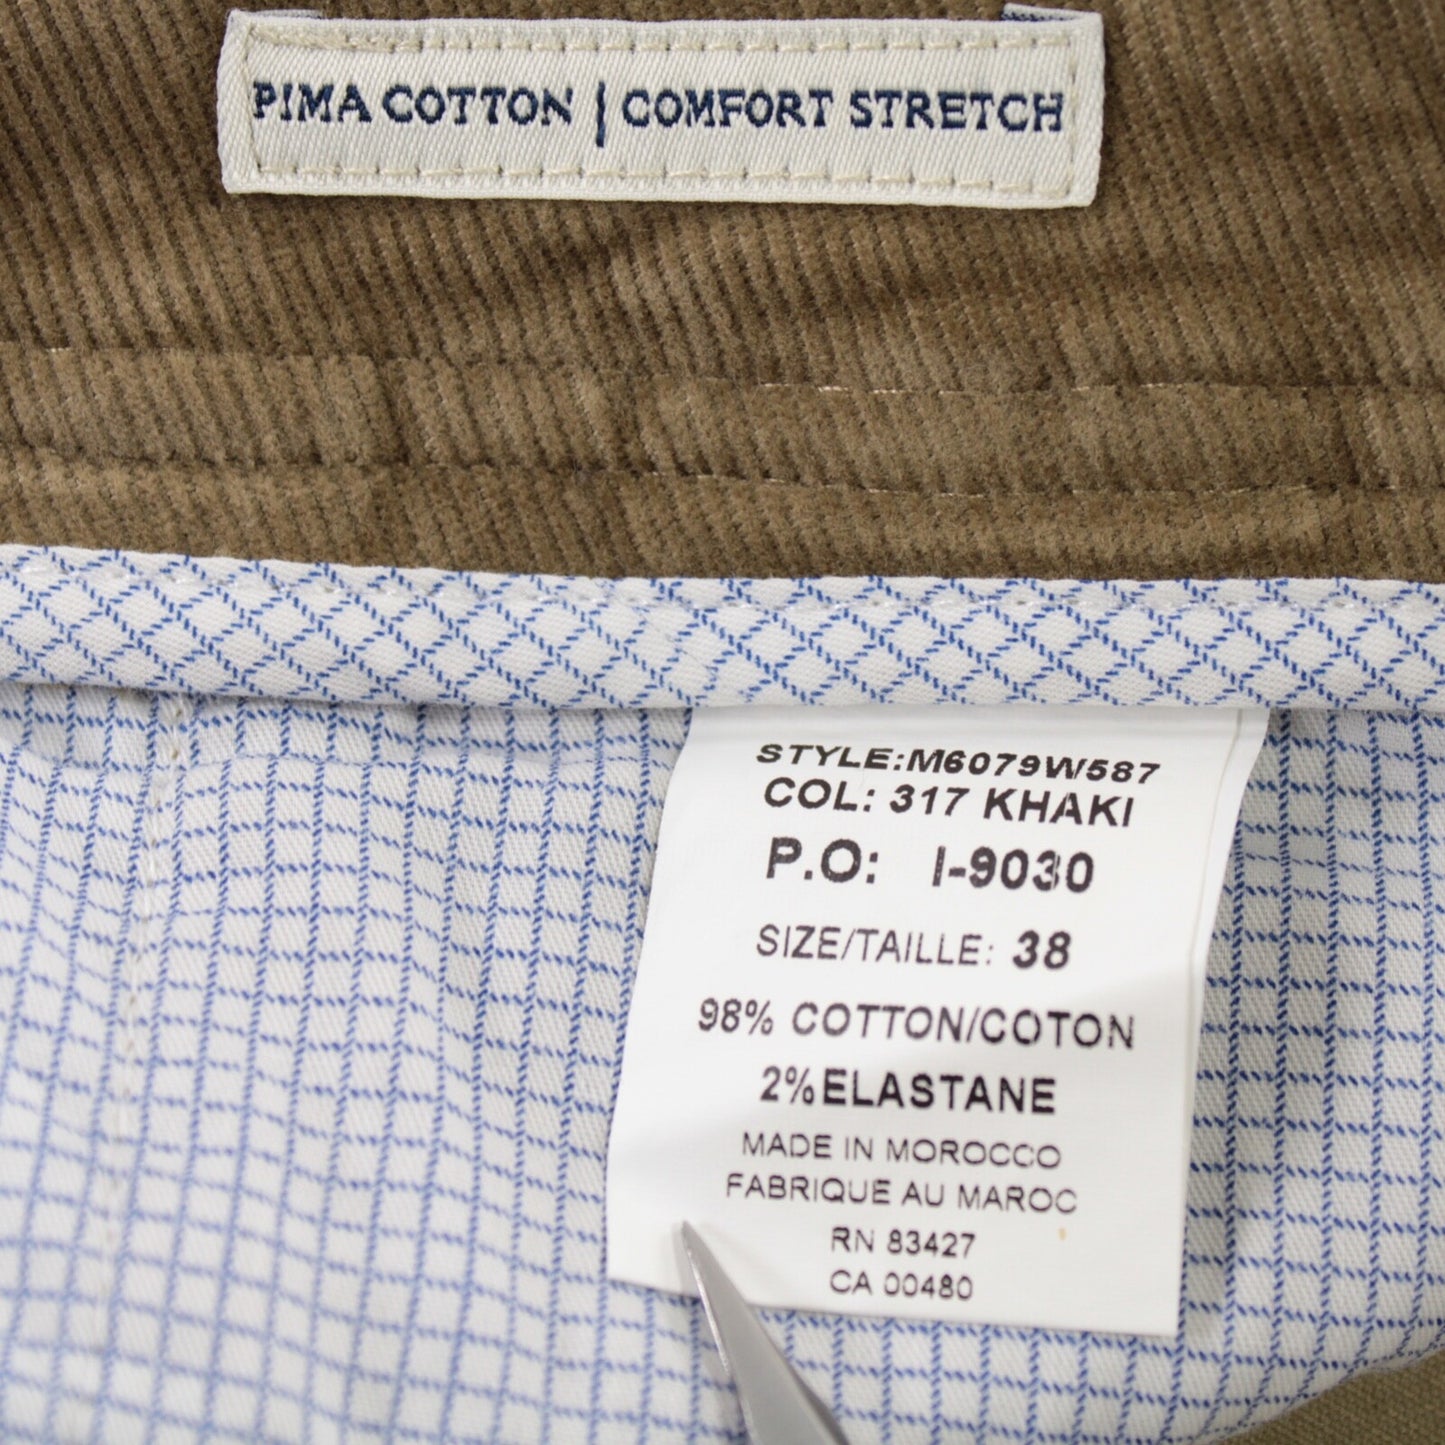 PIMA COTTON | COMFORT STRETCH
STYLE:M6079W587
COL: 317 KHAKI
P.O: I-9030
SIZE/TAILLE: 38
98% COTTON/COTON
2%ELASTANE
MADE IN MOROCCO
FABRIQUE AU MAROC
RN 83427
CA 00480